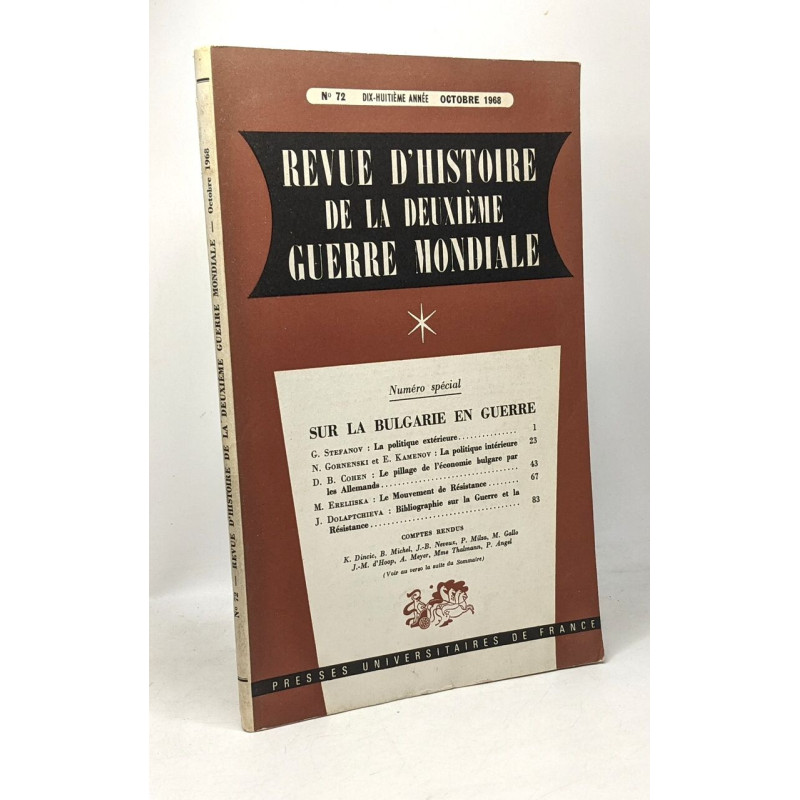 Nº 72 — REVUE D'HISTOIRE DE LA DEUXIÈME GUERRE MONDIALE — Octobre 1968
Nº 72 DIX-HUITIÈME ANNÉE OCTOBRE 1968
REVUE D'HISTOIRE
DE LA DEUXIÈME
GUERRE MONDIALE
Numéro spécial
SUR LA BULGARIE EN GUERRE
G. STEFANOV : La politique extérieure............... 1
N. GORNENSKI et E. KAMENOV : La politique intérieure 23
D. B. COHEN : Le pillage de l'économie bulgare par
les Allemands.................................. 43
M. ERELIISKA : Le Mouvement de Résistance........ 67
J. DOLAPTCHIEVA : Bibliographie sur la Guerre et la
Résistance..................................... 83
COMPTES RENDUS
K. Dincic, B. Michel, J.-B. Neveux, P. Milza, M. Gallo
J.-M. d'Hoop, A. Meyer, Mme Thalmann, P. Angel
(Voir au verso la suite du Sommaire)
PRESSES UNIVERSITAIRES DE FRANCE